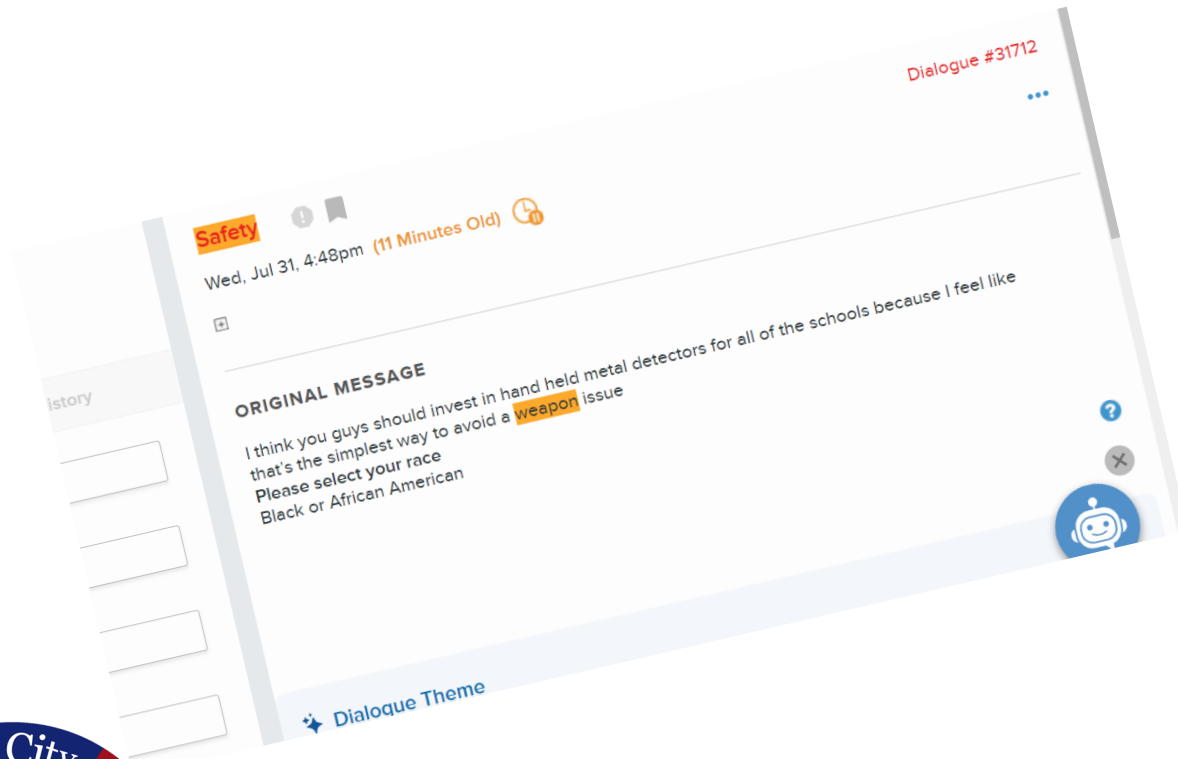 Dialogue #31712
Safety
Wed, Jul 31, 4:48pm (11 Minutes Old)
istory
ORIGINAL MESSAGE
I think you guys should invest in hand held metal detectors for all of the schools because I feel like
that's the simplest way to avoid a weapon issue
Please select your race
Black or African American
Dialogue Theme
City